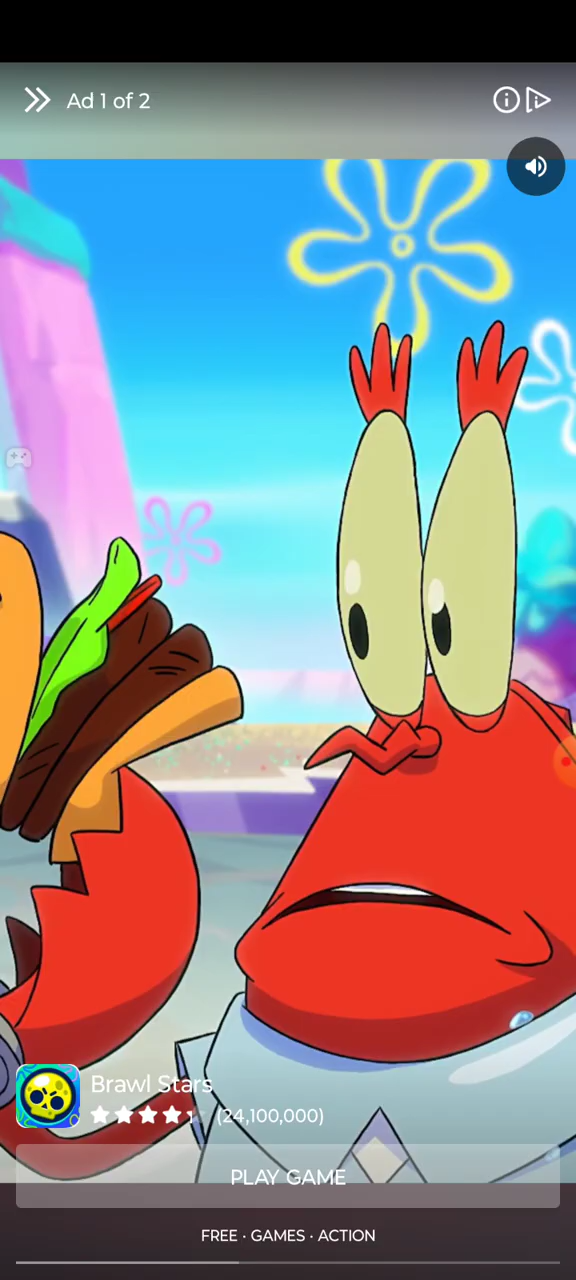 Ad 1 of 2
Brawl Stars
(24,100,000)
PLAY GAME
FREE · GAMES · ACTION